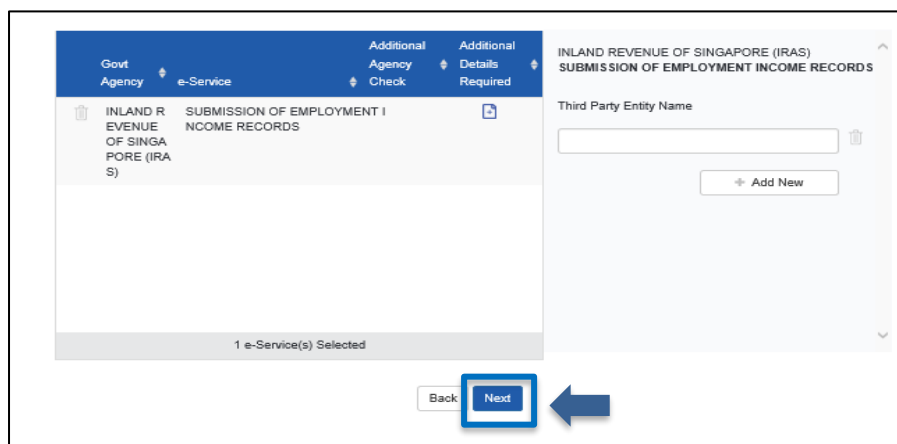 Govt Agency
e-Service
Additional Agency Check
Additional Details Required
INLAND R
EVENUE
OF SINGA
PORE (IRA
S)
SUBMISSION OF EMPLOYMENT I
NCOME RECORDS
1 e-Service(s) Selected
INLAND REVENUE OF SINGAPORE (IRAS)
SUBMISSION OF EMPLOYMENT INCOME RECORDS
Third Party Entity Name
+ Add New
Back
Next